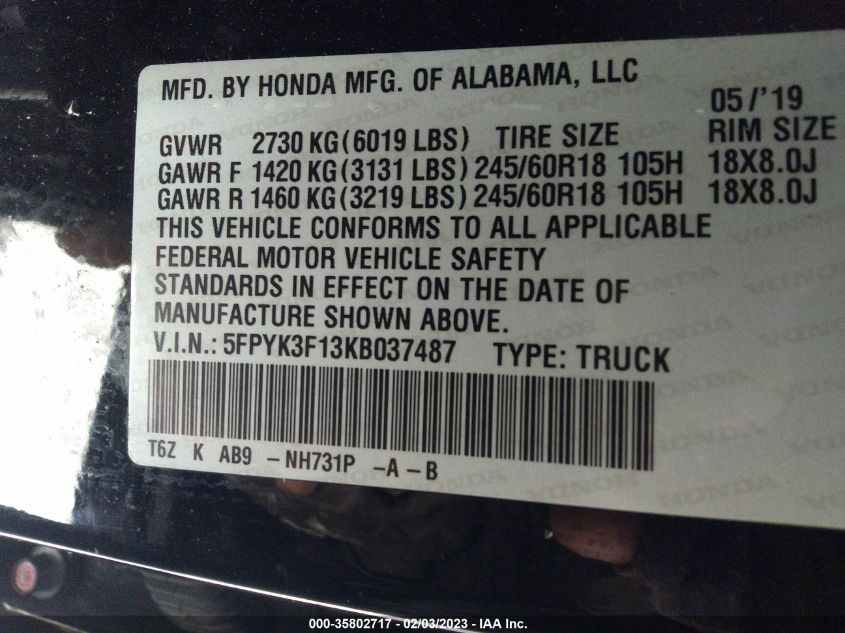 MFD. BY HONDA MFG. OF ALABAMA, LLC
05/'19
GVWR 2730 KG(6019 LBS) TIRE SIZE RIM SIZE
GAWR F 1420 KG(3131 LBS) 245/60R18 105H 18X8.0J
GAWR R 1460 KG(3219 LBS) 245/60R18 105H 18X8.0J
THIS VEHICLE CONFORMS TO ALL APPLICABLE
FEDERAL MOTOR VEHICLE SAFETY
STANDARDS IN EFFECT ON THE DATE OF
MANUFACTURE SHOWN ABOVE.
V.I.N.: 5FPYK3F13KB037487 TYPE: TRUCK
T6Z K AB9 -NH731P -A -B
000-35802717 - 02/03/2023 - IAA Inc.